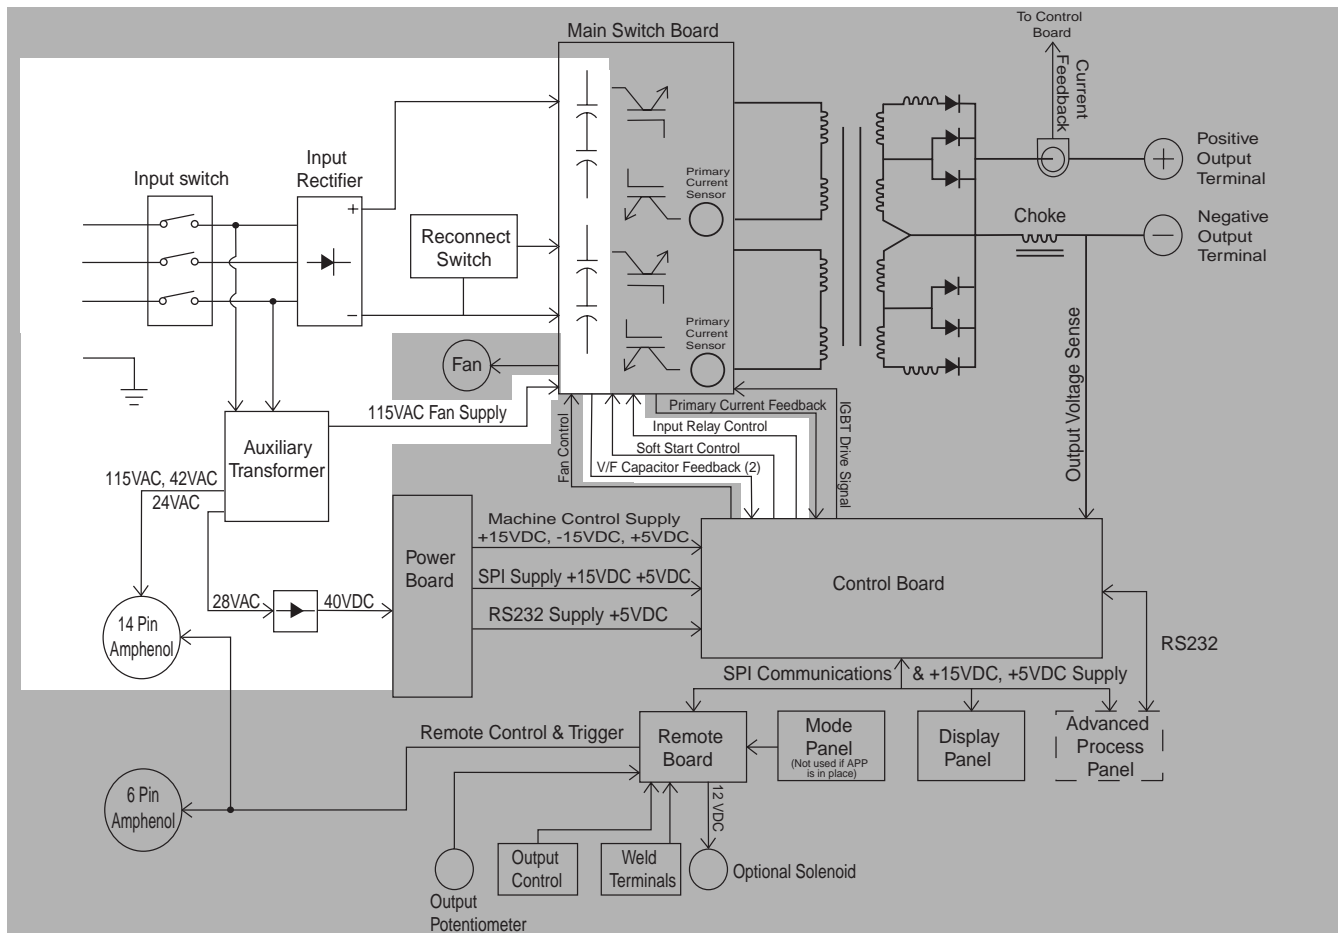 To Control
Board
Main Switch Board
Current
Feedback
Input
Rectifier
Input switch
+
−
Reconnect
Switch
Primary
Current
Sensor
Positive
Output
Terminal
+
Choke
Negative
Output
Terminal
−
Primary
Current
Sensor
Fan
Output Voltage Sense
115VAC Fan Supply
Primary Current Feedback
Input Relay Control
Soft Start Control
V/F Capacitor Feedback (2)
Fan Control
IGBT Drive Signal
Auxiliary
Transformer
115VAC, 42VAC
24VAC
Machine Control Supply
+15VDC, -15VDC, +5VDC
Power
Board
SPI Supply +15VDC +5VDC
Control Board
28VAC
40VDC
RS232 Supply +5VDC
14 Pin
Amphenol
RS232
SPI Communications & +15VDC, +5VDC Supply
Remote Control & Trigger
Remote
Board
Mode
Panel
(Not used if APP
is in place)
Display
Panel
Advanced
Process
Panel
6 Pin
Amphenol
12 VDC
Output
Control
Weld
Terminals
Optional Solenoid
Output
Potentiometer